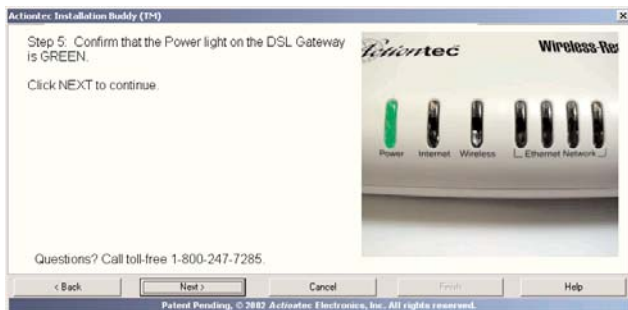 Actiontec Installation Buddy (TM)
Step 5: Confirm that the Power light on the DSL Gateway
is GREEN.
Click NEXT to continue.
Actiontec
Wireless-Re
Power Internet Wireless Ethernet Network
Questions? Call toll-free 1-800-247-7285.
< Back Next > Cancel Finish Help
Patent Pending, © 2002 Actiontec Electronics, Inc. All rights reserved.